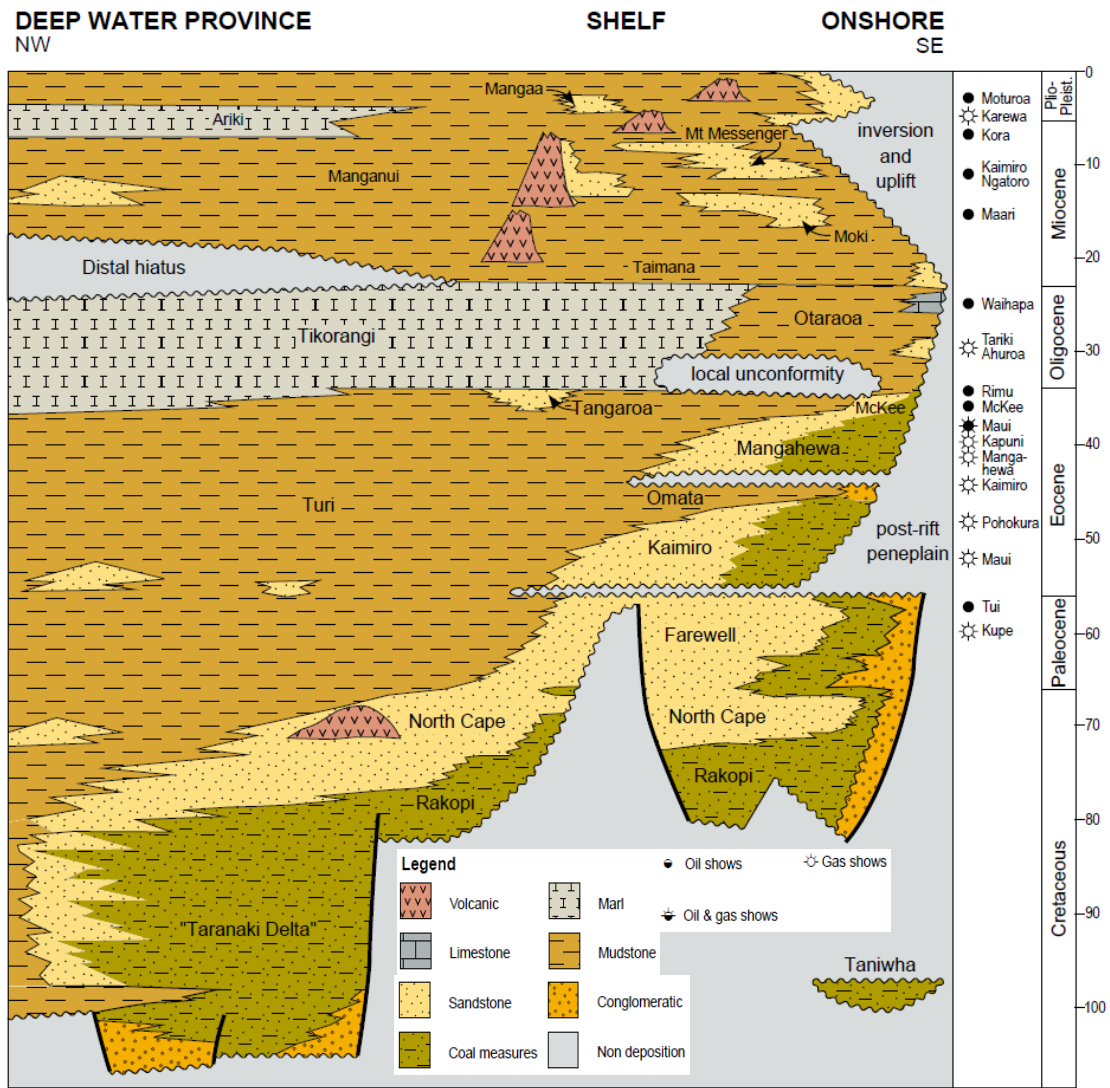 DEEP WATER PROVINCE
NW
SHELF
ONSHORE
SE
Mangaa
Ariki
Mt Messenger
inversion
and
uplift
Manganui
Moki
Distal hiatus
Taimana
Otaraoa
Tikorangi
local unconformity
Tangaroa
McKee
Mangahewa
Omata
Turi
Kaimiro
post-rift
peneplain
Farewell
North Cape
North Cape
Rakopi
Rakopi
"Taranaki Delta"
Taniwha
Legend
Volcanic
Marl
Limestone
Mudstone
Sandstone
Conglomeratic
Coal measures
Non deposition
Oil shows
Gas shows
Oil & gas shows
Moturoa
Karewa
Kora
Kaimiro
Ngatoro
Maari
Waihapa
Tariki
Ahuroa
Rimu
McKee
Maui
Kapuni
Manga-
hewa
Kaimiro
Pohokura
Maui
Tui
Kupe
Plio-
Pleist.
Miocene
Oligocene
Eocene
Paleocene
Cretaceous
0
10
20
30
40
50
60
70
80
90
100